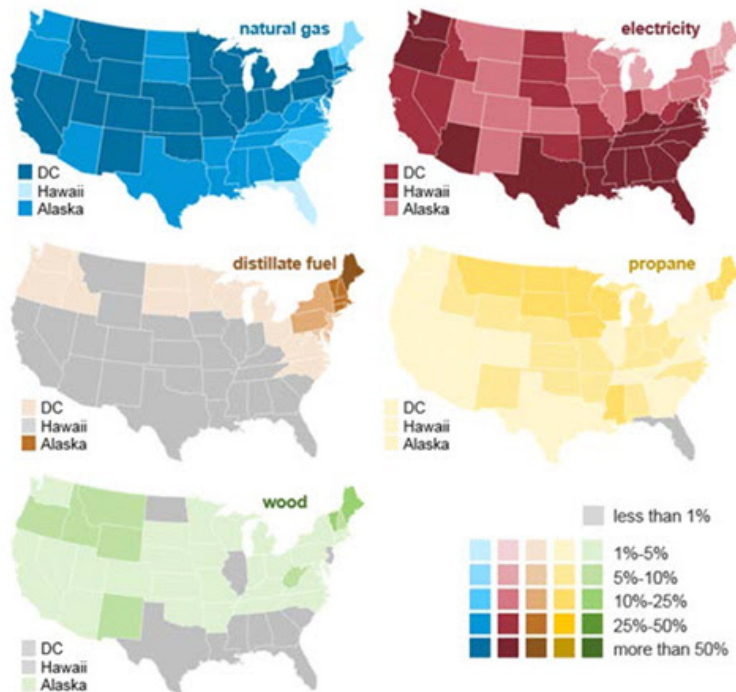 natural gas
DC
Hawaii
Alaska
electricity
DC
Hawaii
Alaska
distillate fuel
DC
Hawaii
Alaska
propane
DC
Hawaii
Alaska
wood
DC
Hawaii
Alaska
less than 1%
1%-5%
5%-10%
10%-25%
25%-50%
more than 50%